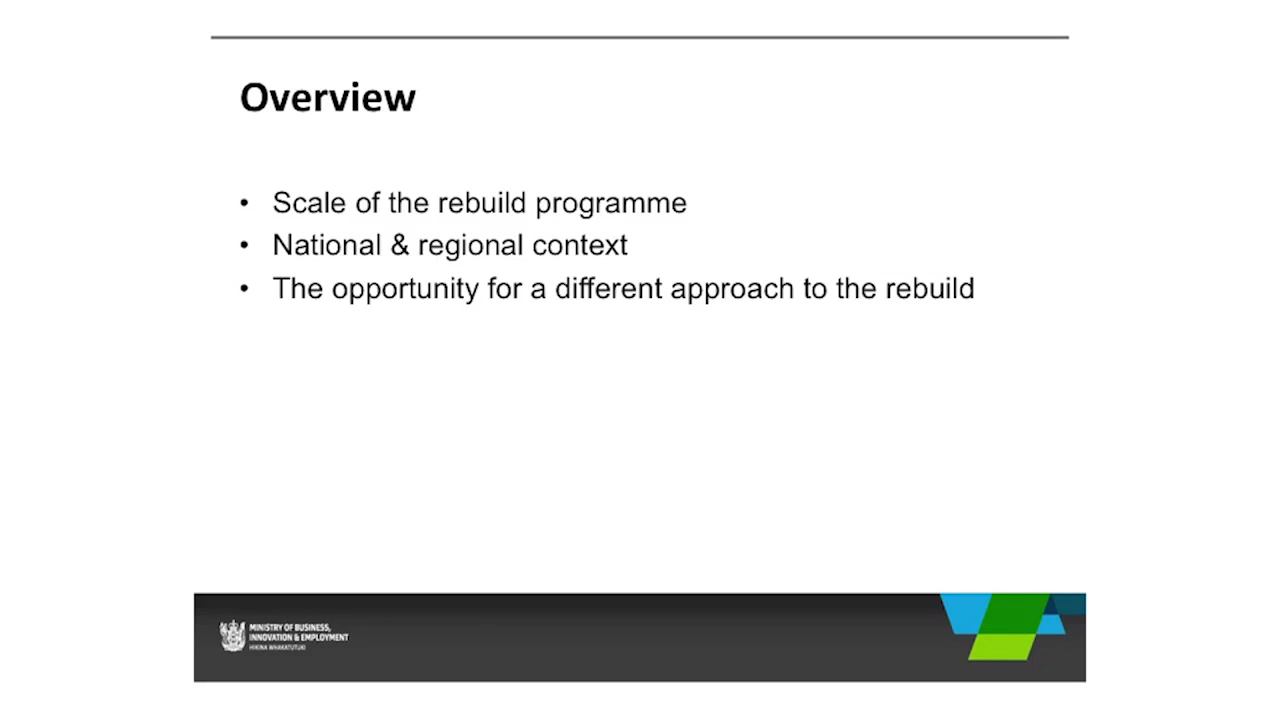 Overview
• Scale of the rebuild programme
• National & regional context
• The opportunity for a different approach to the rebuild
MINISTRY OF BUSINESS,
INNOVATION & EMPLOYMENT
HIKINA WHAKATUTUKI